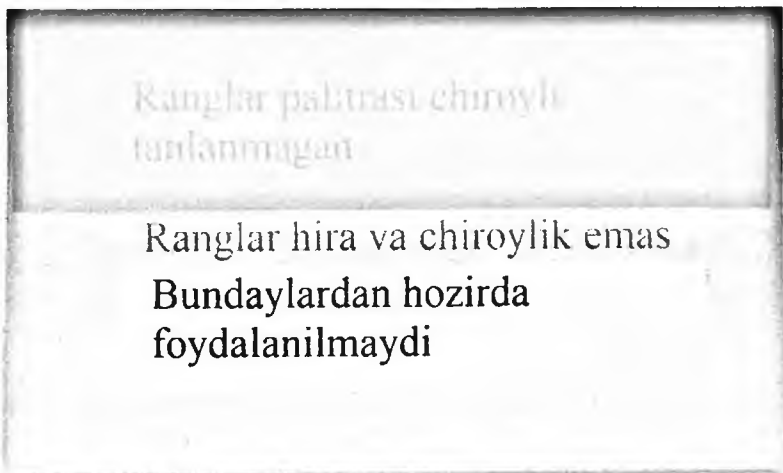 Ranglar palitrasi chiroyli
tanlanmagan
Ranglar hira va chiroylik emas
Bundaylardan hozirda
foydalanilmaydi